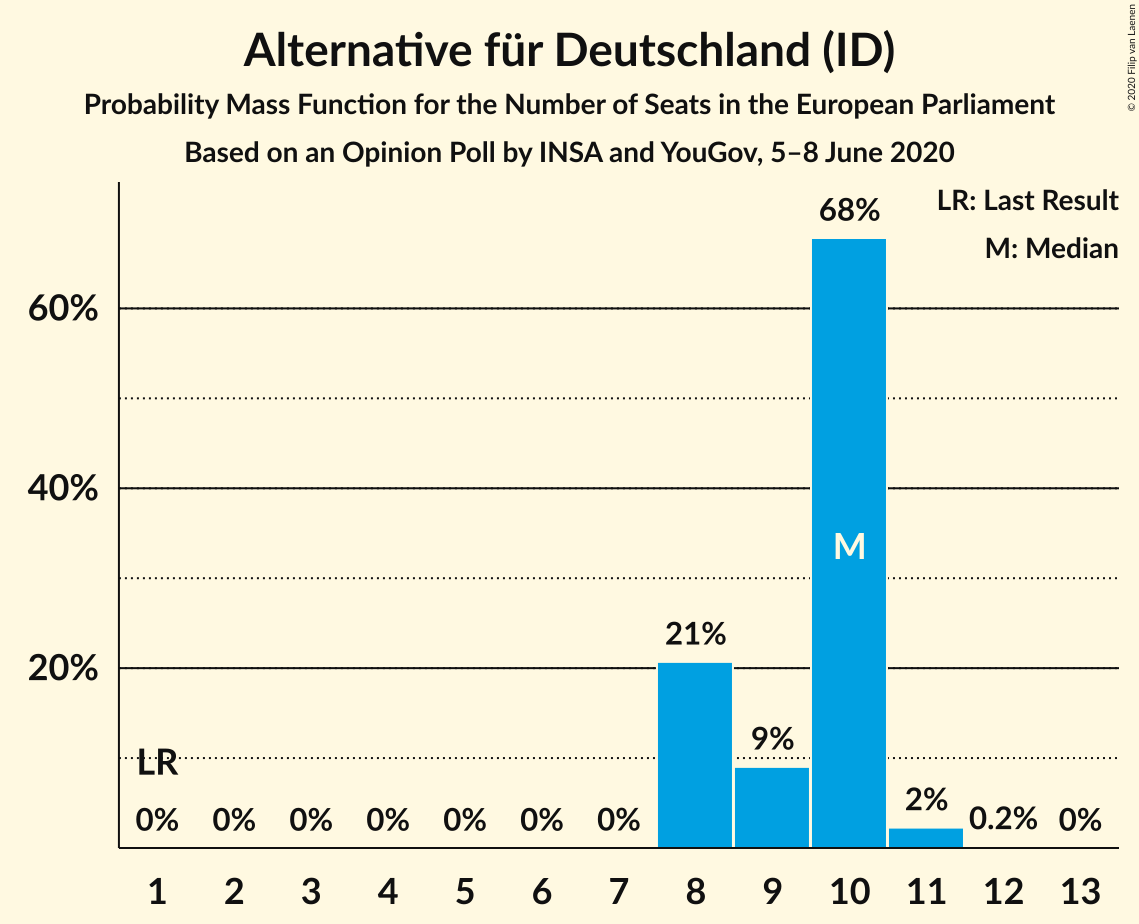 Alternative für Deutschland (ID)
Probability Mass Function for the Number of Seats in the European Parliament
Based on an Opinion Poll by INSA and YouGov, 5–8 June 2020
© 2020 Filip van Laenen
LR: Last Result
M: Median
68%
60%
40%
M
21%
20%
9%
LR
2%
0% 0% 0% 0% 0% 0% 0% 0.2% 0%
1 2 3 4 5 6 7 8 9 10 11 12 13